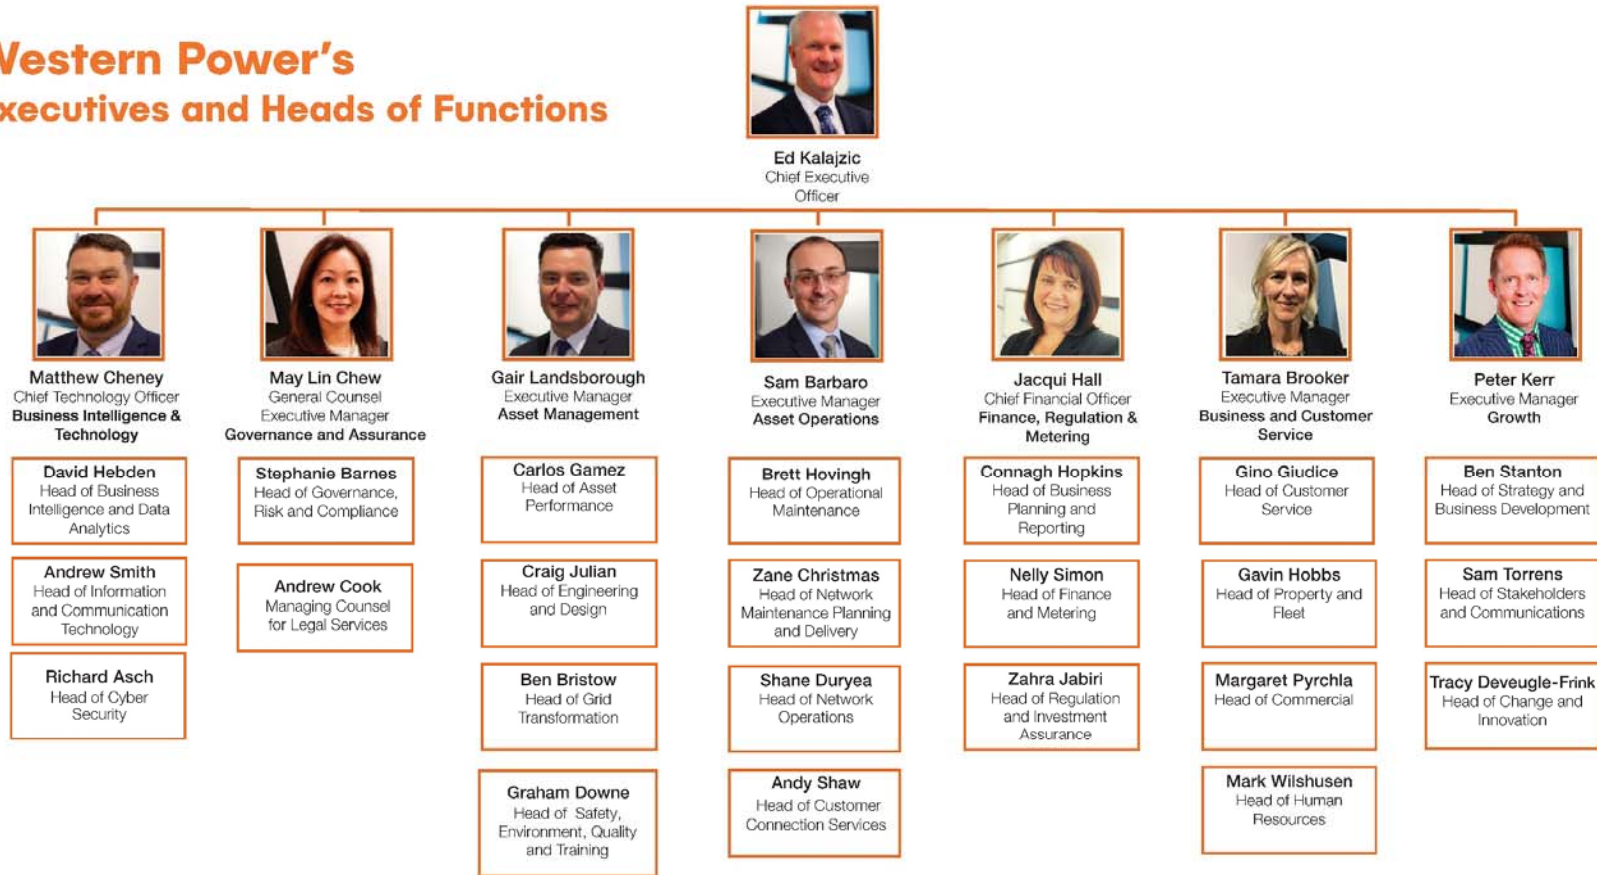 Western Power's
Executives and Heads of Functions
Ed Kalajzic
Chief Executive
Officer
Matthew Cheney
Chief Technology Officer
Business Intelligence &
Technology
David Hebden
Head of Business
Intelligence and Data
Analytics
Andrew Smith
Head of Information
and Communication
Technology
Richard Asch
Head of Cyber
Security
May Lin Chew
General Counsel
Executive Manager
Governance and Assurance
Stephanie Barnes
Head of Governance,
Risk and Compliance
Andrew Cook
Managing Counsel
for Legal Services
Gair Landsborough
Executive Manager
Asset Management
Carlos Gamez
Head of Asset
Performance
Craig Julian
Head of Engineering
and Design
Ben Bristow
Head of Grid
Transformation
Graham Downe
Head of Safety,
Environment, Quality
and Training
Sam Barbaro
Executive Manager
Asset Operations
Brett Hovingh
Head of Operational
Maintenance
Zane Christmas
Head of Network
Maintenance Planning
and Delivery
Shane Duryea
Head of Network
Operations
Andy Shaw
Head of Customer
Connection Services
Jacqui Hall
Chief Financial Officer
Finance, Regulation &
Metering
Connagh Hopkins
Head of Business
Planning and
Reporting
Nelly Simon
Head of Finance
and Metering
Zahra Jabiri
Head of Regulation
and Investment
Assurance
Tamara Brooker
Executive Manager
Business and Customer
Service
Gino Giudice
Head of Customer
Service
Gavin Hobbs
Head of Property and
Fleet
Margaret Pyrchla
Head of Commercial
Mark Wilshusen
Head of Human
Resources
Peter Kerr
Executive Manager
Growth
Ben Stanton
Head of Strategy and
Business Development
Sam Torrens
Head of Stakeholders
and Communications
Tracy Deveugle-Frink
Head of Change and
Innovation